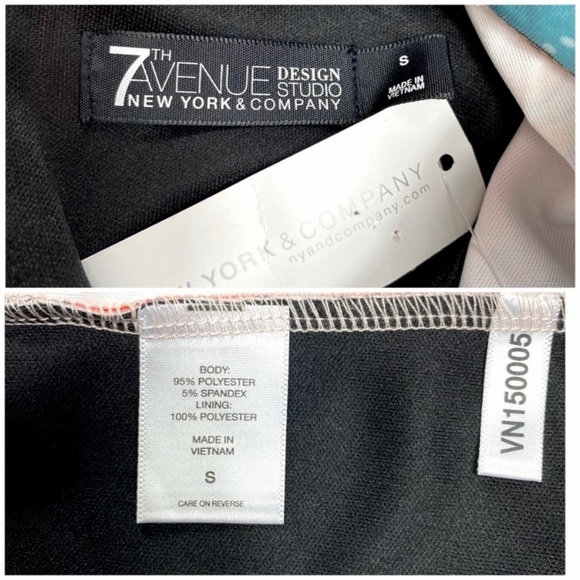 7TH AVENUE DESIGN STUDIO
NEW YORK & COMPANY
S
MADE IN
VIETNAM
YORK & COMPANY
nyandcompany.com
BODY:
95% POLYESTER
5% SPANDEX
LINING:
100% POLYESTER
MADE IN
VIETNAM
S
CARE ON REVERSE
VN150005